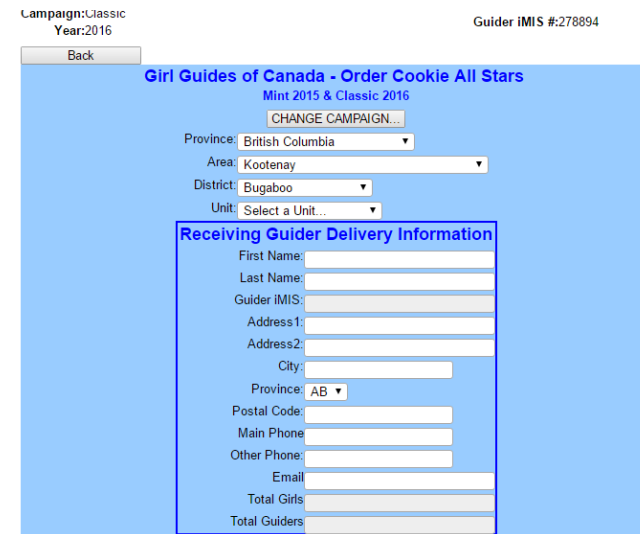 Campaign:Classic
Guider iMIS #:278894
Year:2016
Back
Girl Guides of Canada - Order Cookie All Stars
Mint 2015 & Classic 2016
CHANGE CAMPAIGN...
Province: British Columbia
Area: Kootenay
District: Bugaboo
Unit: Select a Unit...
Receiving Guider Delivery Information
First Name:
Last Name:
Guider iMIS:
Address1:
Address2:
City:
Province: AB
Postal Code:
Main Phone
Other Phone:
Email
Total Girls
Total Guiders